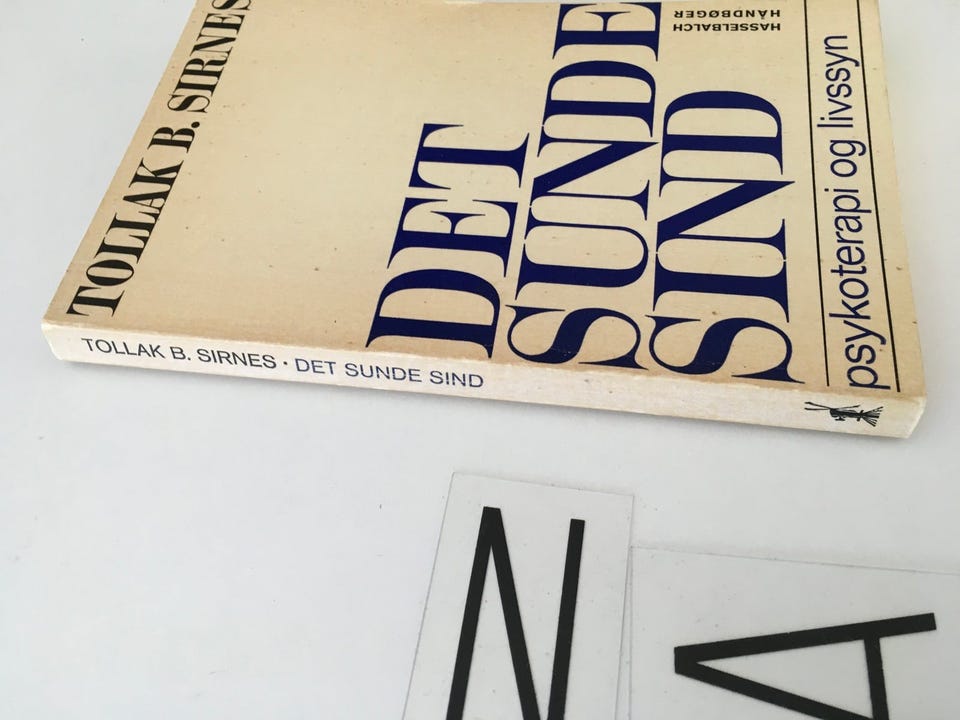 TOLLAK B. SIRNES
DET
SUNDE
SIND
HASSELBALCH
HÅNDBØGER
psykoterapi og livssyn
TOLLAK B. SIRNES · DET SUNDE SIND
N
A